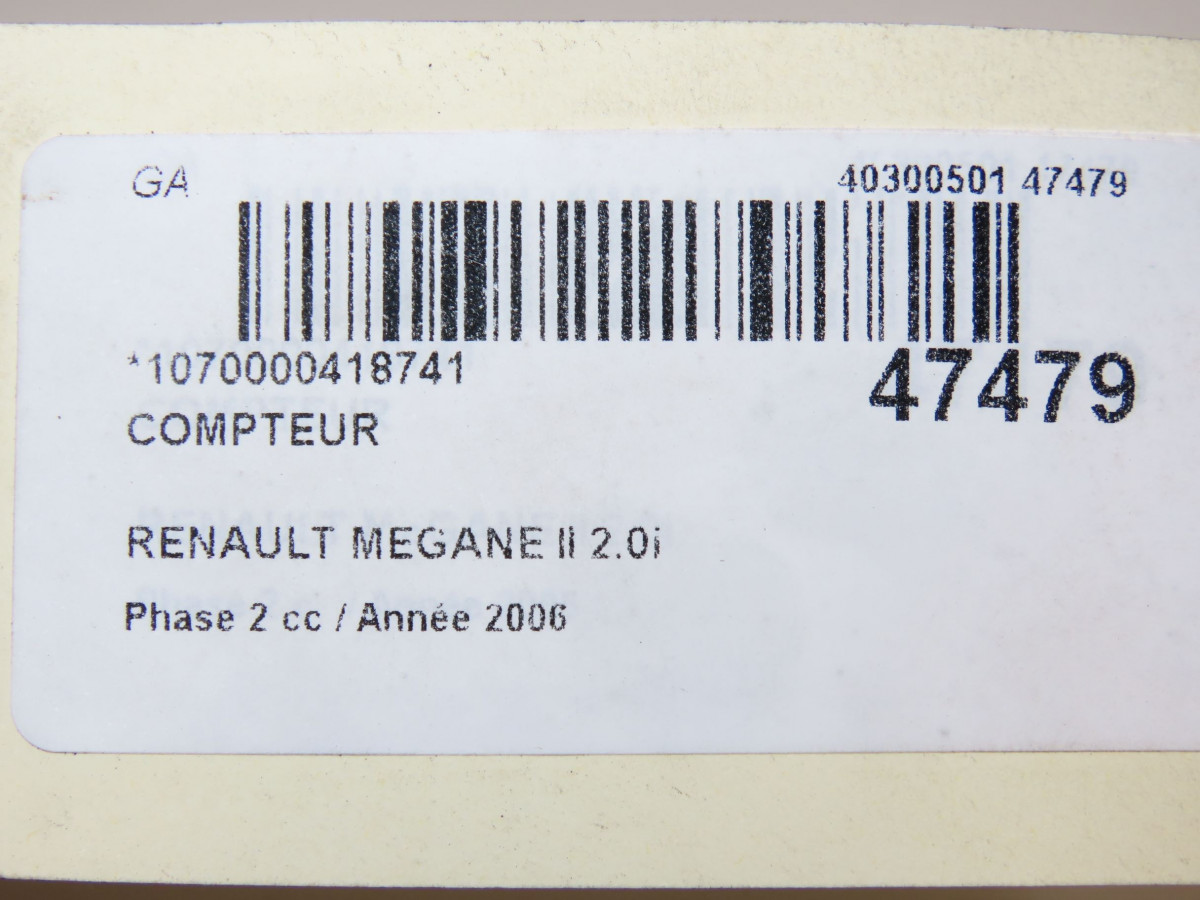 GA 40300501 47479
*1070000418741 47479
COMPTEUR
RENAULT MEGANE Ii 2.0i
Phase 2 cc / Année 2006